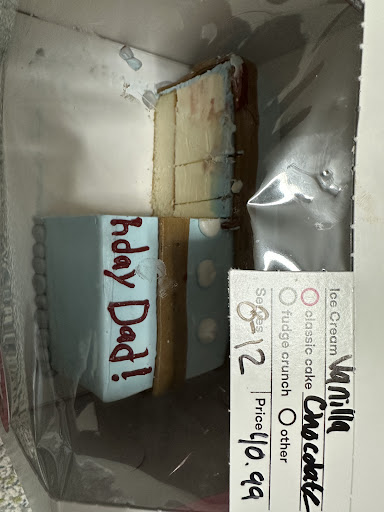 hday Dad!
Ice Cream Vanilla
classic cake Chocolate
fudge crunch other
Serves 8-12 Price 40.99